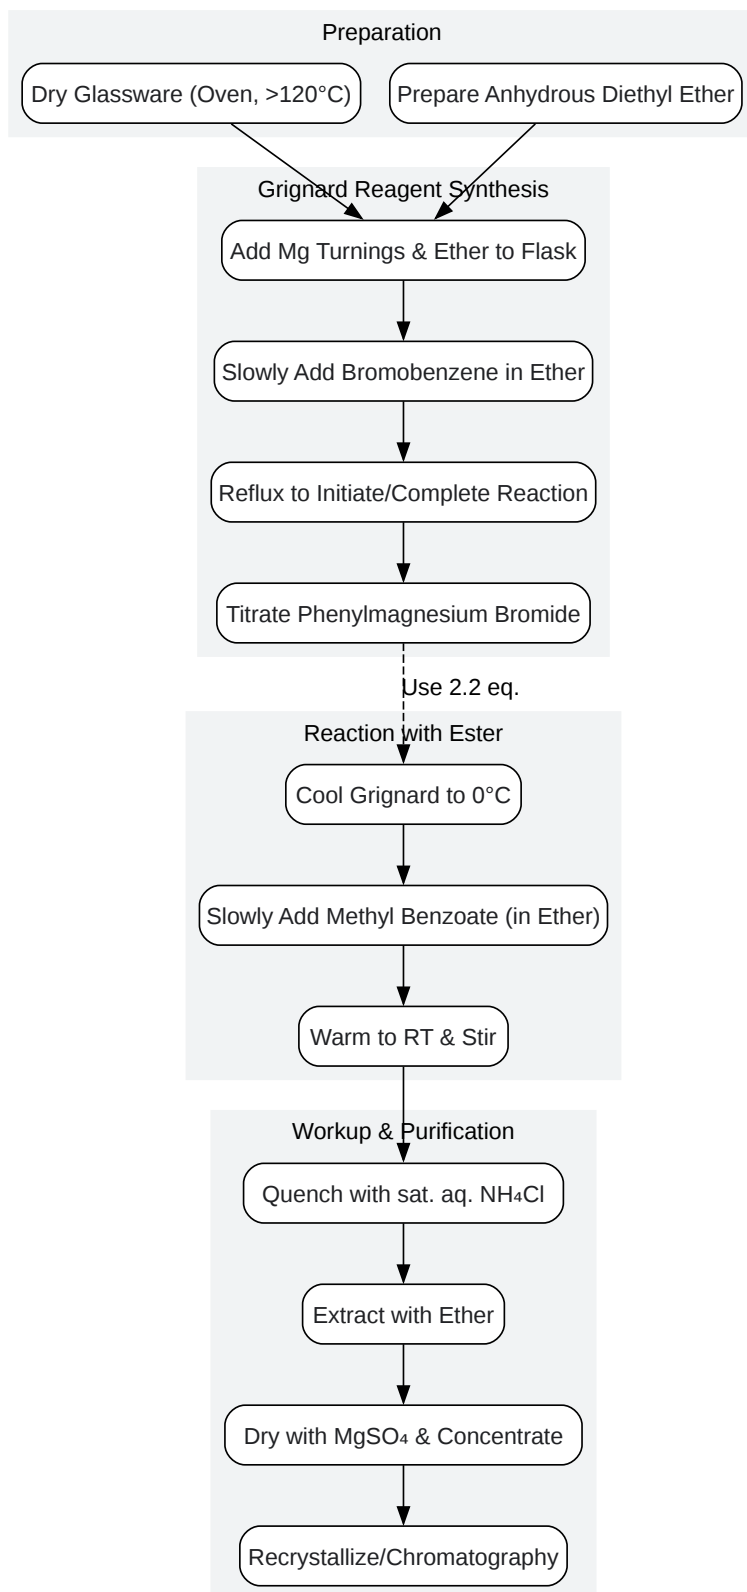 Preparation
Dry Glassware (Oven, >120°C)
Prepare Anhydrous Diethyl Ether
Grignard Reagent Synthesis
Add Mg Turnings & Ether to Flask
Slowly Add Bromobenzene in Ether
Reflux to Initiate/Complete Reaction
Titrate Phenylmagnesium Bromide
Use 2.2 eq.
Reaction with Ester
Cool Grignard to 0°C
Slowly Add Methyl Benzoate (in Ether)
Warm to RT & Stir
Workup & Purification
Quench with sat. aq. NH₄Cl
Extract with Ether
Dry with MgSO₄ & Concentrate
Recrystallize/Chromatography